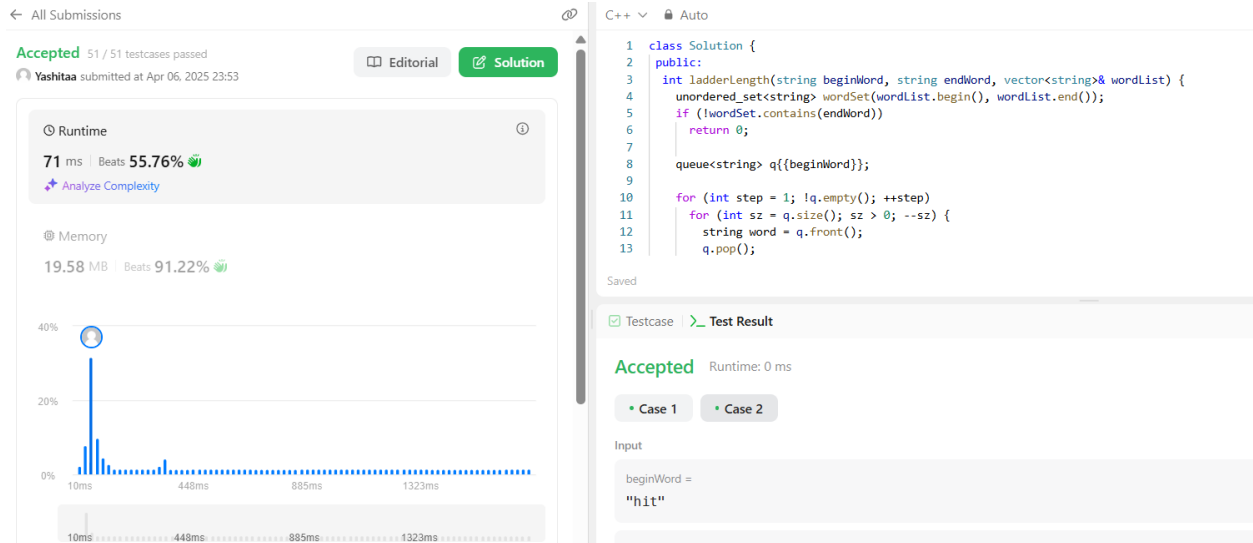 ← All Submissions
Accepted 51 / 51 testcases passed
Yashitaa submitted at Apr 06, 2025 23:53
Editorial
Solution
Runtime
71 ms | Beats 55.76%
Analyze Complexity
Memory
19.58 MB | Beats 91.22%
40%
20%
0%
10ms 448ms 885ms 1323ms
10ms 448ms 885ms 1323ms
C++ Auto
1 class Solution {
2 public:
3 int ladderLength(string beginWord, string endWord, vector<string>& wordList) {
4 unordered_set<string> wordSet(wordList.begin(), wordList.end());
5 if (!wordSet.contains(endWord))
6 return 0;
7
8 queue<string> q{{beginWord}};
9
10 for (int step = 1; !q.empty(); ++step)
11 for (int sz = q.size(); sz > 0; --sz) {
12 string word = q.front();
13 q.pop();
Saved
Testcase | >_ Test Result
Accepted Runtime: 0 ms
• Case 1 • Case 2
Input
beginWord =
"hit"